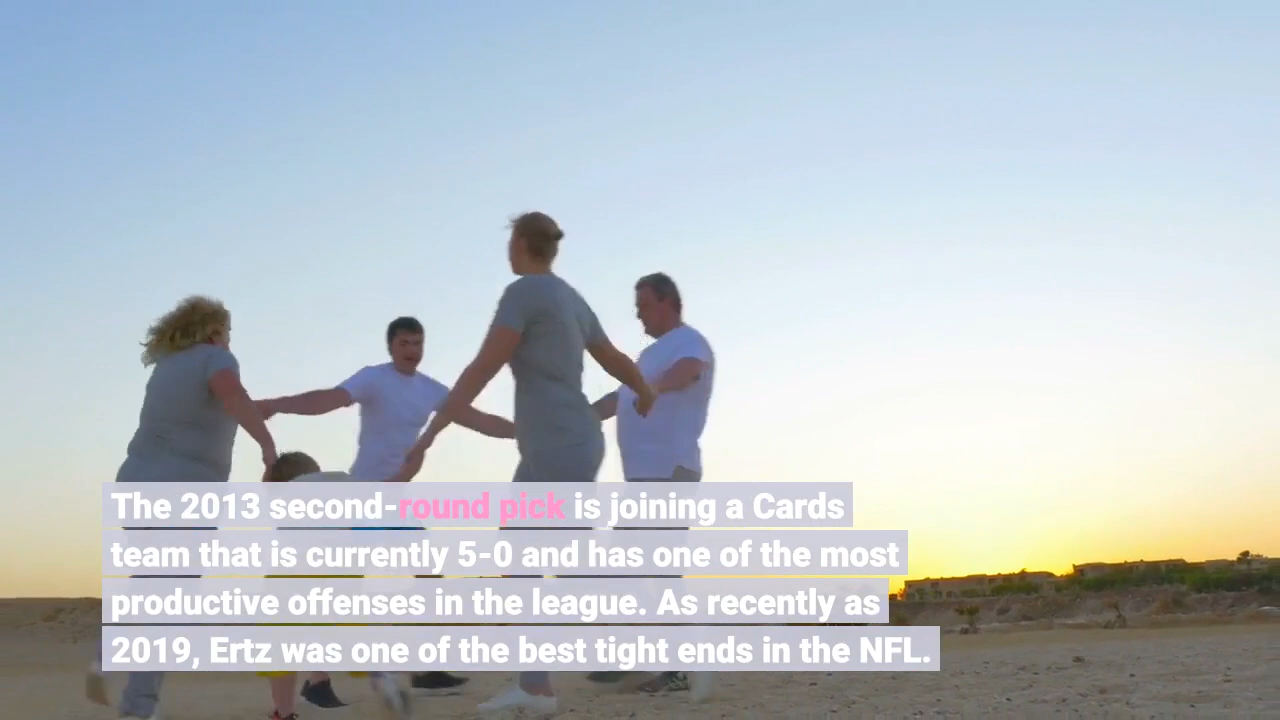 The 2013 second-round pick is joining a Cards
team that is currently 5-0 and has one of the most
productive offenses in the league. As recently as
2019, Ertz was one of the best tight ends in the NFL.